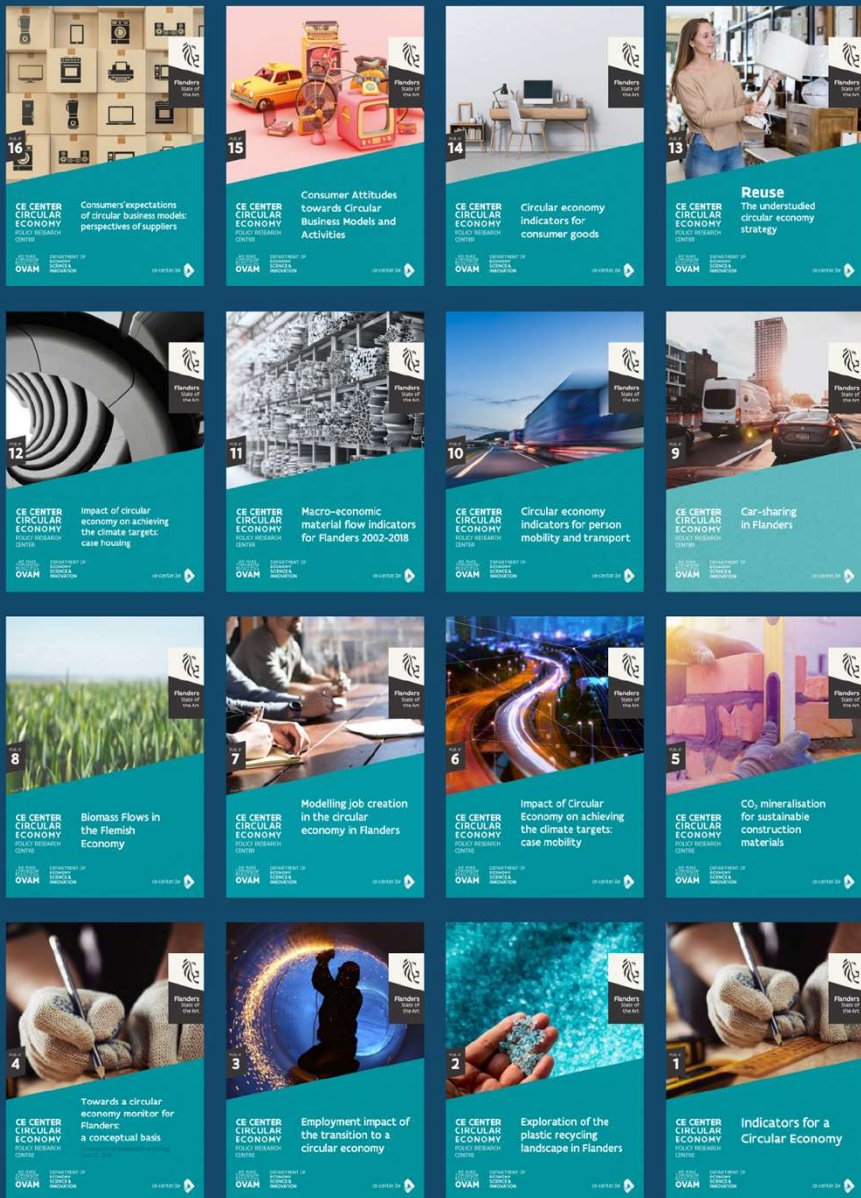 Flanders
State of
the Art
PUB. N°
16
CE CENTER
CIRCULAR
ECONOMY
POLICY RESEARCH
CENTER
Consumers'expectations
of circular business models:
perspectives of suppliers
OVAM
DEPARTMENT OF
ECONOMY
SCIENCE &
INNOVATION
ce-center.be
Flanders
State of
the Art
PUB. N°
15
CE CENTER
CIRCULAR
ECONOMY
POLICY RESEARCH
CENTER
Consumer Attitudes
towards Circular
Business Models and
Activities
OVAM
DEPARTMENT OF
ECONOMY
SCIENCE &
INNOVATION
ce-center.be
Flanders
State of
the Art
PUB. N°
14
CE CENTER
CIRCULAR
ECONOMY
POLICY RESEARCH
CENTER
Circular economy
indicators for
consumer goods
OVAM
DEPARTMENT OF
ECONOMY
SCIENCE &
INNOVATION
ce-center.be
Flanders
State of
the Art
PUB. N°
13
CE CENTER
CIRCULAR
ECONOMY
POLICY RESEARCH
CENTER
Reuse
The understudied
circular economy
strategy
OVAM
DEPARTMENT OF
ECONOMY
SCIENCE &
INNOVATION
ce-center.be
Flanders
State of
the Art
PUB. N°
12
CE CENTER
CIRCULAR
ECONOMY
POLICY RESEARCH
CENTER
Impact of circular
economy on achieving
the climate targets:
case housing
OVAM
DEPARTMENT OF
ECONOMY
SCIENCE &
INNOVATION
ce-center.be
Flanders
State of
the Art
PUB. N°
11
CE CENTER
CIRCULAR
ECONOMY
POLICY RESEARCH
CENTER
Macro-economic
material flow indicators
for Flanders 2002-2018
OVAM
DEPARTMENT OF
ECONOMY
SCIENCE &
INNOVATION
ce-center.be
Flanders
State of
the Art
PUB. N°
10
CE CENTER
CIRCULAR
ECONOMY
POLICY RESEARCH
CENTER
Circular economy
indicators for person
mobility and transport
OVAM
DEPARTMENT OF
ECONOMY
SCIENCE &
INNOVATION
ce-center.be
Flanders
State of
the Art
PUB. N°
9
CE CENTER
CIRCULAR
ECONOMY
POLICY RESEARCH
CENTER
Car-sharing
in Flanders
OVAM
DEPARTMENT OF
ECONOMY
SCIENCE &
INNOVATION
ce-center.be
Flanders
State of
the Art
PUB. N°
8
CE CENTER
CIRCULAR
ECONOMY
POLICY RESEARCH
CENTRE
Biomass Flows in
the Flemish
Economy
OVAM
DEPARTMENT OF
ECONOMY
SCIENCE &
INNOVATION
ce-center.be
Flanders
State of
the Art
PUB. N°
7
CE CENTER
CIRCULAR
ECONOMY
POLICY RESEARCH
CENTRE
Modelling job creation
in the circular
economy in Flanders
OVAM
DEPARTMENT OF
ECONOMY
SCIENCE &
INNOVATION
ce-center.be
Flanders
State of
the Art
PUB. N°
6
CE CENTER
CIRCULAR
ECONOMY
POLICY RESEARCH
CENTRE
Impact of Circular
Economy on achieving
the climate targets:
case mobility
OVAM
DEPARTMENT OF
ECONOMY
SCIENCE &
INNOVATION
ce-center.be
Flanders
State of
the Art
PUB. N°
5
CE CENTER
CIRCULAR
ECONOMY
POLICY RESEARCH
CENTRE
CO₂ mineralisation
for sustainable
construction
materials
OVAM
DEPARTMENT OF
ECONOMY
SCIENCE &
INNOVATION
ce-center.be
Flanders
State of
the Art
PUB. N°
4
CE CENTER
CIRCULAR
ECONOMY
POLICY RESEARCH
CENTRE
Towards a circular
economy monitor for
Flanders:
a conceptual basis
OVAM
DEPARTMENT OF
ECONOMY
SCIENCE &
INNOVATION
ce-center.be
Flanders
State of
the Art
PUB. N°
3
CE CENTER
CIRCULAR
ECONOMY
POLICY RESEARCH
CENTRE
Employment impact of
the transition to a
circular economy
OVAM
DEPARTMENT OF
ECONOMY
SCIENCE &
INNOVATION
ce-center.be
Flanders
State of
the Art
PUB. N°
2
CE CENTER
CIRCULAR
ECONOMY
POLICY RESEARCH
CENTRE
Exploration of the
plastic recycling
landscape in Flanders
OVAM
DEPARTMENT OF
ECONOMY
SCIENCE &
INNOVATION
ce-center.be
Flanders
State of
the Art
PUB. N°
1
CE CENTER
CIRCULAR
ECONOMY
POLICY RESEARCH
CENTRE
Indicators for a
Circular Economy
OVAM
DEPARTMENT OF
ECONOMY
SCIENCE &
INNOVATION
ce-center.be